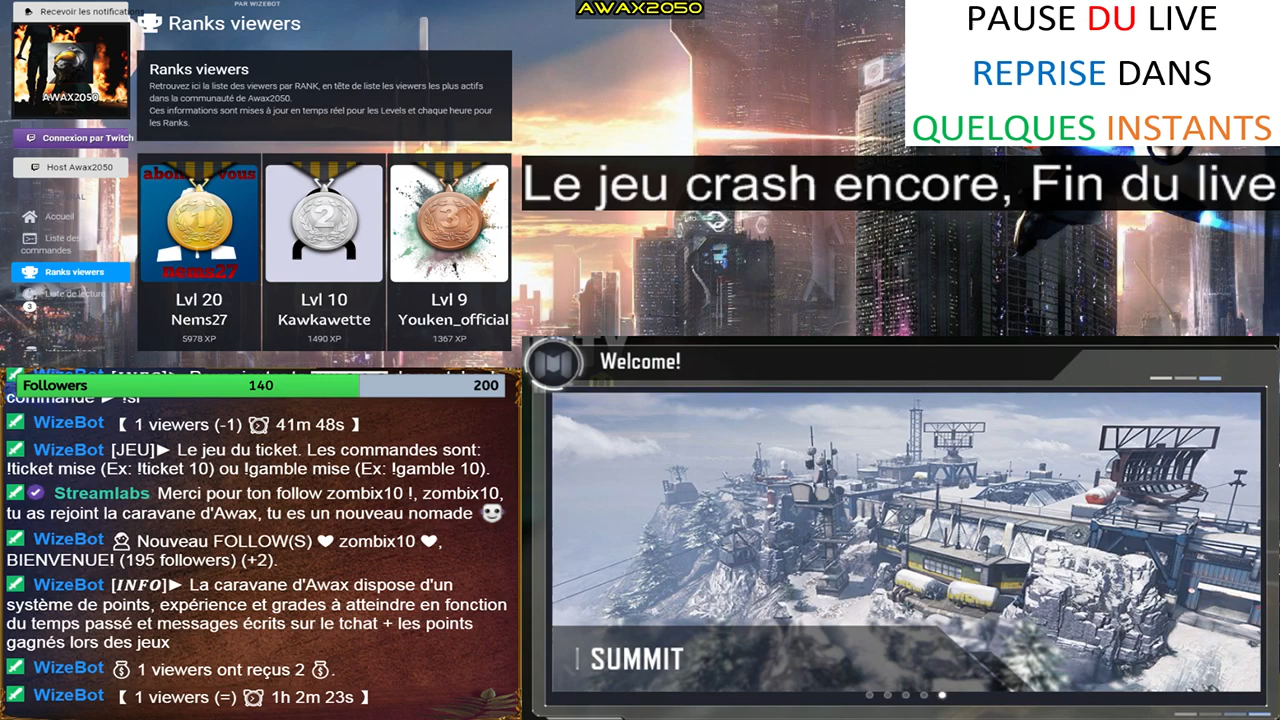 PAR WIZEBOT
Recevoir les notifications
Ranks viewers
AWAX2050
Connexion par Twitch
Host Awax2050
Accueil
Liste des
commandes
Ranks viewers
Liste de lecture
3
Ranks viewers
Retrouvez ici la liste des viewers par RANK, en tête de liste les viewers les plus actifs
dans la communauté de Awax2050.
Ces informations sont mises à jour en temps réel pour les Levels et chaque heure pour
les Ranks.
abonnez vous
nems27
1
2
3
Lvl 20
Nems27
5978 XP
Lvl 10
Kawkawette
1490 XP
Lvl 9
Youken_official
1367 XP
AWAX2050
PAUSE DU LIVE
REPRISE DANS
QUELQUES INSTANTS
Le jeu crash encore, Fin du live
Followers 140 200
commande ► !sr
WizeBot 【 1 viewers (-1) 41m 48s 】
WizeBot [JEU]► Le jeu du ticket. Les commandes sont:
!ticket mise (Ex: !ticket 10) ou !gamble mise (Ex: !gamble 10).
Streamlabs Merci pour ton follow zombix10 !, zombix10,
tu as rejoint la caravane d'Awax, tu es un nouveau nomade
WizeBot Nouveau FOLLOW(S) ❤ zombix10 ❤,
BIENVENUE! (195 followers) (+2).
WizeBot [INFO]► La caravane d'Awax dispose d'un
système de points, expérience et grades à atteindre en fonction
du temps passé et messages écrits sur le tchat + les points
gagnés lors des jeux
WizeBot 1 viewers ont reçus 2 .
WizeBot 【 1 viewers (=) 1h 2m 23s 】
Welcome!
SUMMIT